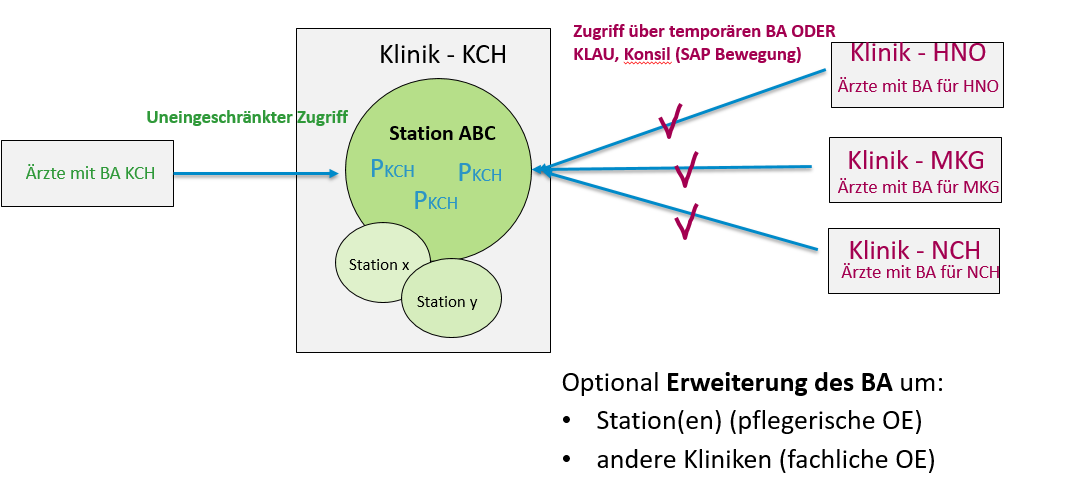 Zugriff über temporären BA ODER
KLAU, Konsil (SAP Bewegung)
Klinik - KCH
Klinik - HNO
Ärzte mit BA für HNO
Uneingeschränkter Zugriff
Station ABC
Ärzte mit BA KCH
PKCH
PKCH
PKCH
Klinik - MKG
Ärzte mit BA für MKG
Klinik - NCH
Ärzte mit BA für NCH
Station x
Station y
Optional Erweiterung des BA um:
• Station(en) (pflegerische OE)
• andere Kliniken (fachliche OE)